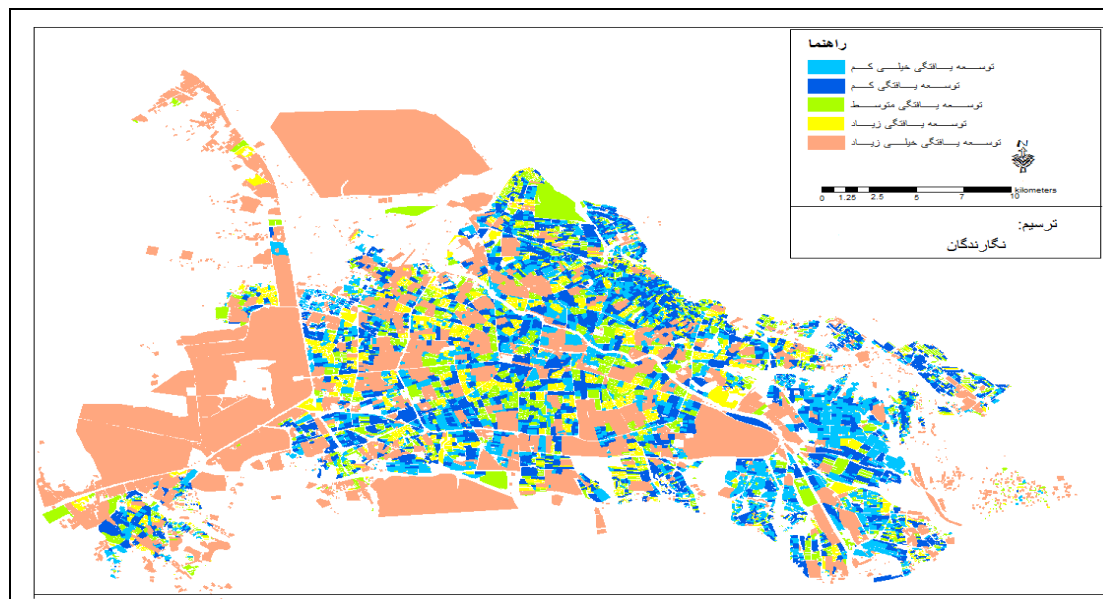 راهنما
توسعه یافتگی خیلی کم
توسعه یافتگی کم
توسعه یافتگی متوسط
توسعه یافتگی زیاد
توسعه یافتگی خیلی زیاد
N
0 1.25 2.5 5 7 10 kilometers
ترسیم:
نگارندگان